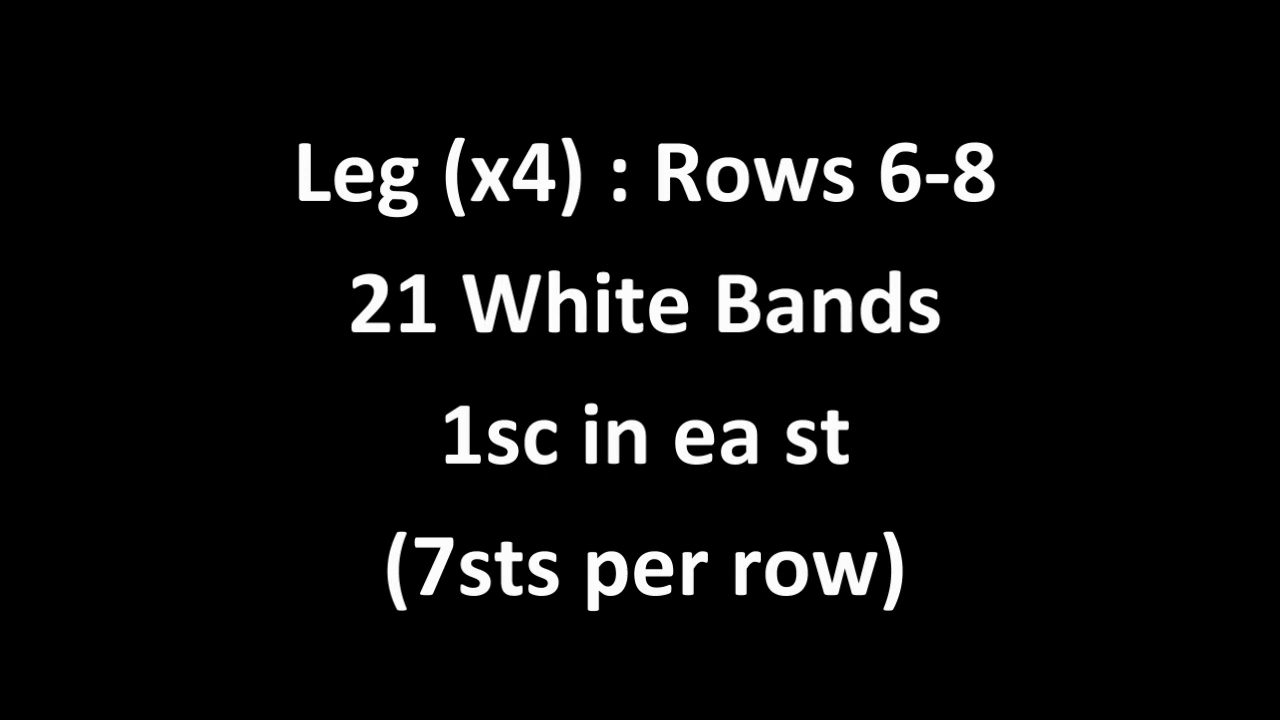 Leg (x4) : Rows 6-8
21 White Bands
1sc in ea st
(7sts per row)